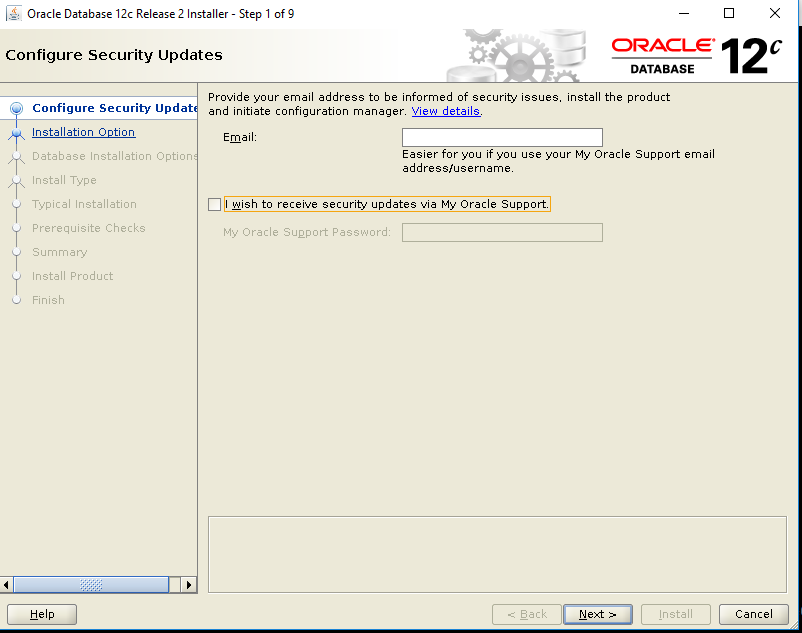 Oracle Database 12c Release 2 Installer - Step 1 of 9
Configure Security Updates
ORACLE
DATABASE
12c
Configure Security Update
Installation Option
Database Installation Options
Install Type
Typical Installation
Prerequisite Checks
Summary
Install Product
Finish
Provide your email address to be informed of security issues, install the product
and initiate configuration manager. View details.
Email:
Easier for you if you use your My Oracle Support email
address/username.
I wish to receive security updates via My Oracle Support.
My Oracle Support Password:
Help
< Back
Next >
Install
Cancel